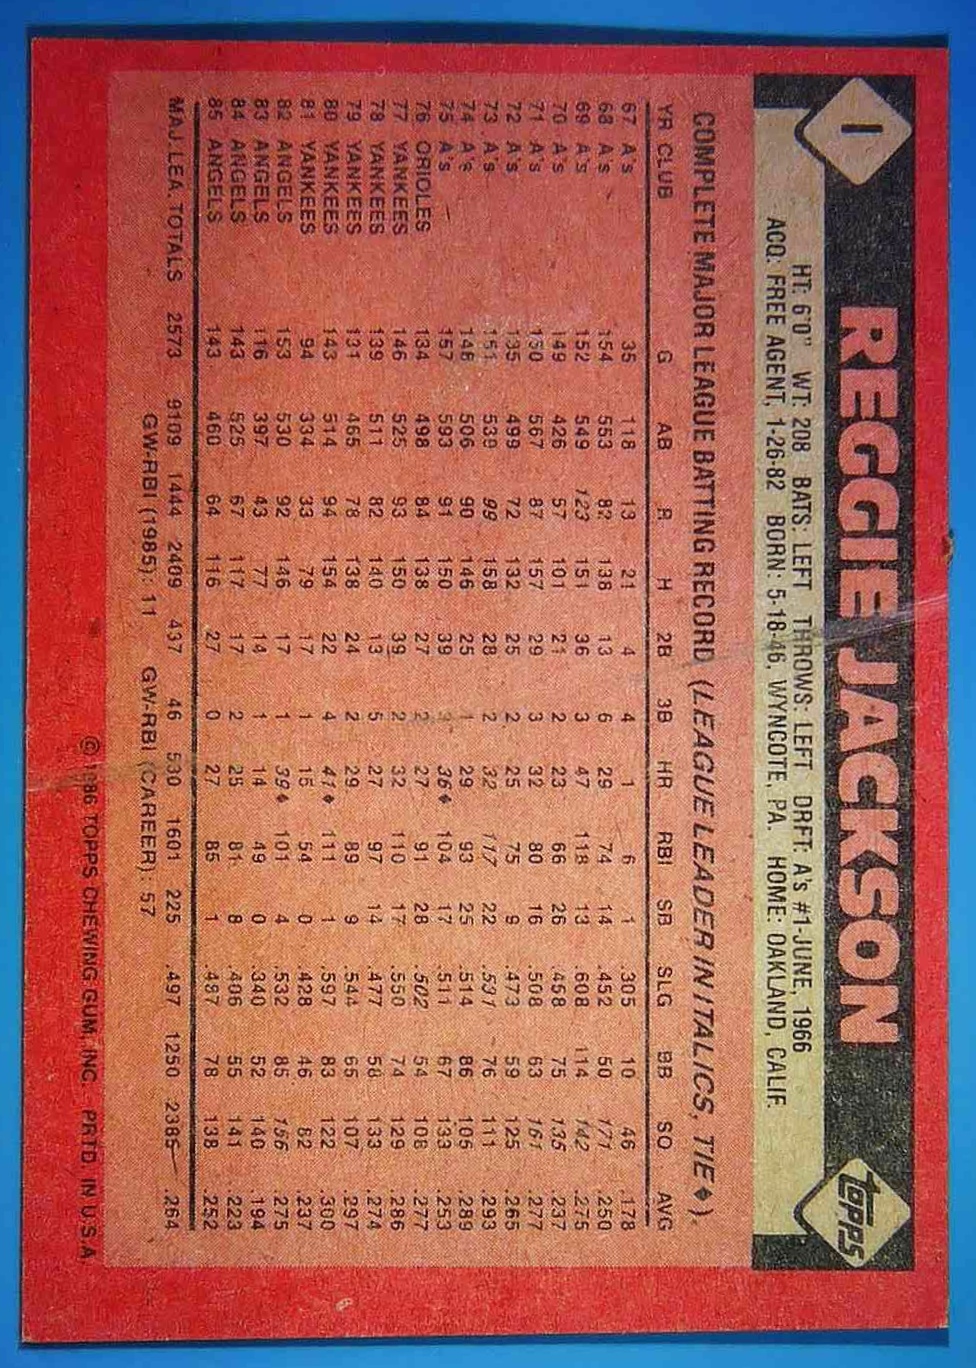 1
REGGIE JACKSON
topps
HT: 6'0" WT: 208 BATS: LEFT THROWS: LEFT DRFT: A's #1-JUNE, 1966
ACQ: FREE AGENT, 1-26-82 BORN: 5-18-46, WYNCOTE, PA. HOME: OAKLAND, CALIF.
COMPLETE MAJOR LEAGUE BATTING RECORD (LEAGUE LEADER IN ITALICS, TIE♦).
YR CLUB G AB R H 2B 3B HR RBI SB SLG BB SO AVG
67 A's 35 118 13 21 4 4 1 6 1 .305 10 46 .178
68 A's 154 553 82 138 13 6 29 74 14 .452 50 171 .250
69 A's 152 549 123 151 36 3 47 118 13 .608 114 142 .275
70 A's 149 426 57 101 21 2 23 66 26 .458 75 135 .237
71 A's 150 567 87 157 29 3 32 80 16 .508 63 161 .277
72 A's 135 499 72 132 25 2 25 75 9 .473 59 125 .265
73 A's 151 539 99 158 28 2 32 117 22 .531 76 111 .293
74 A's 148 506 90 146 25 1 29 93 25 .514 86 105 .289
75 A's 157 593 91 150 39 3 36♦ 104 17 .511 67 133 .253
76 ORIOLES 134 498 84 138 27 2 27 91 28 .502 54 108 .277
77 YANKEES 146 525 93 150 39 2 32 110 17 .550 74 129 .286
78 YANKEES 139 511 82 140 13 5 27 97 14 .477 58 133 .274
79 YANKEES 131 465 78 138 24 2 29 89 9 .544 65 107 .297
80 YANKEES 143 514 94 154 22 4 41♦ 111 1 .597 83 122 .300
81 YANKEES 94 334 33 79 17 1 15 54 0 .428 46 82 .237
82 ANGELS 153 530 92 146 17 1 39♦ 101 4 .532 85 156 .275
83 ANGELS 116 397 43 77 14 1 14 49 0 .340 52 140 .194
84 ANGELS 143 525 67 117 17 2 25 81 8 .406 55 141 .223
85 ANGELS 143 460 64 116 27 0 27 85 1 .487 78 138 .252
MAJ. LEA. TOTALS 2573 9109 1444 2409 437 46 530 1601 225 .497 1250 2385 .264
GW-RBI (1985): 11 GW-RBI (CAREER): 57
© 1986 TOPPS CHEWING GUM, INC. PRTD. IN U.S.A.